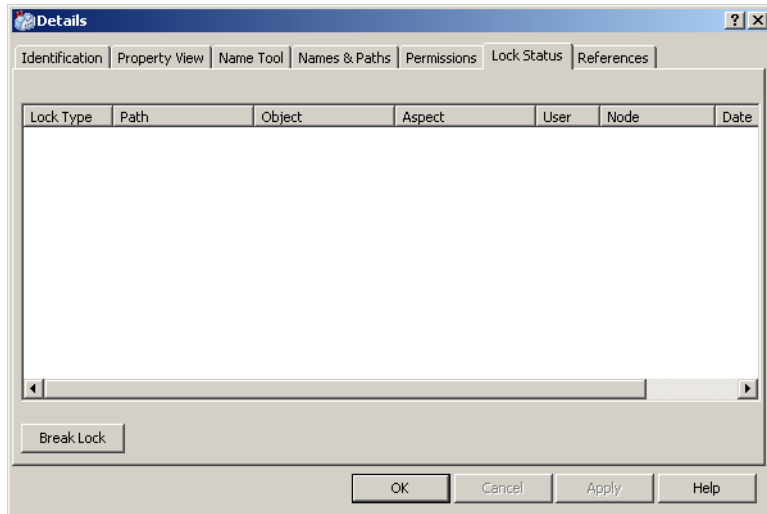 Details
Identification Property View Name Tool Names & Paths Permissions Lock Status References
Lock Type Path Object Aspect User Node Date
Break Lock
OK Cancel Apply Help